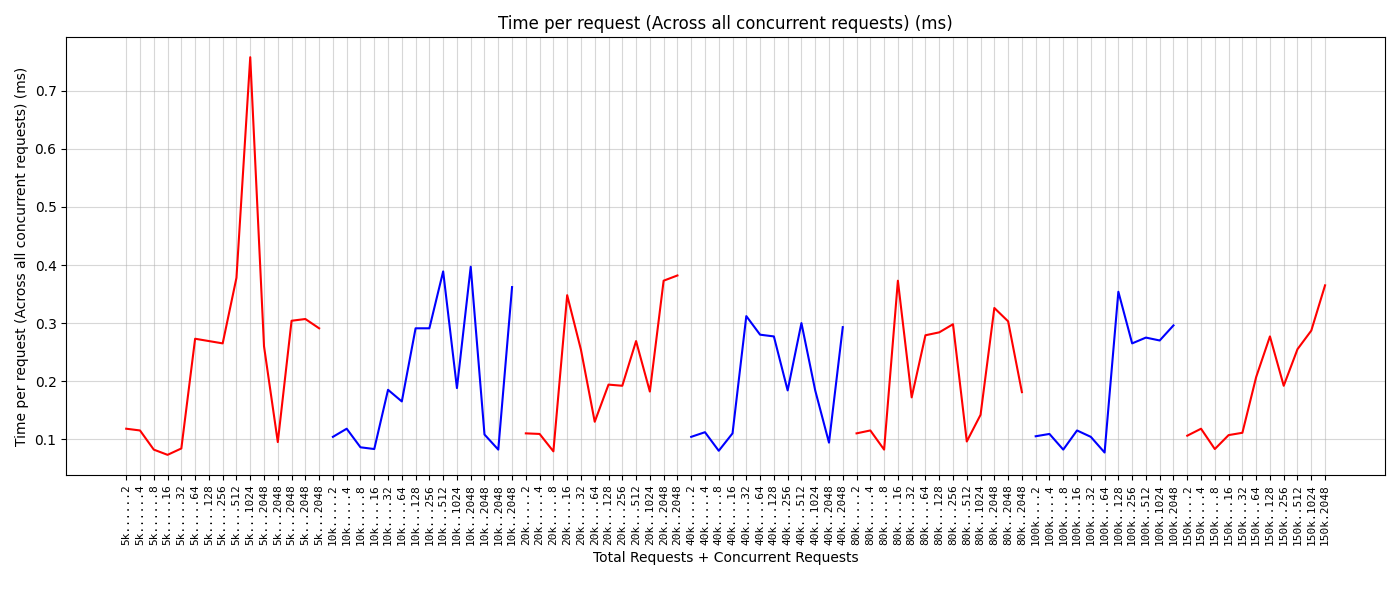 Time per request (Across all concurrent requests) (ms)
Time per request (Across all concurrent requests) (ms)
0.7
0.6
0.5
0.4
0.3
0.2
0.1
5k......2
5k......4
5k......8
5k.....16
5k.....32
5k.....64
5k....128
5k....256
5k....512
5k...1024
5k...2048
5k...2048
5k...2048
5k...2048
5k...2048
10k.....2
10k.....4
10k.....8
10k....16
10k....32
10k....64
10k...128
10k...256
10k...512
10k..1024
10k..2048
10k..2048
10k..2048
10k..2048
20k.....2
20k.....4
20k.....8
20k....16
20k....32
20k....64
20k...128
20k...256
20k...512
20k..1024
20k..2048
20k..2048
40k.....2
40k.....4
40k.....8
40k....16
40k....32
40k....64
40k...128
40k...256
40k...512
40k..1024
40k..2048
40k..2048
80k.....2
80k.....4
80k.....8
80k....16
80k....32
80k....64
80k...128
80k...256
80k...512
80k..1024
80k..2048
80k..2048
80k..2048
100k....2
100k....4
100k....8
100k...16
100k...32
100k...64
100k..128
100k..256
100k..512
100k.1024
100k.2048
150k....2
150k....4
150k....8
150k...16
150k...32
150k...64
150k..128
150k..256
150k..512
150k.1024
150k.2048
Total Requests + Concurrent Requests